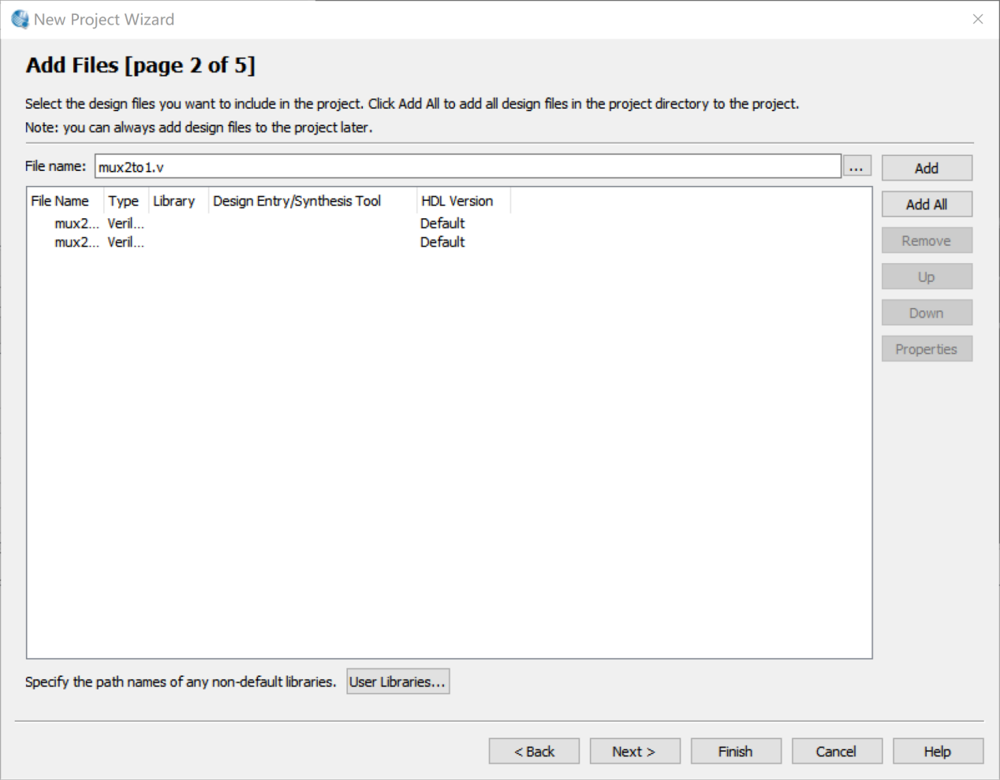 New Project Wizard
Add Files [page 2 of 5]
Select the design files you want to include in the project. Click Add All to add all design files in the project directory to the project.
Note: you can always add design files to the project later.
File name: mux2to1.v ... Add
File Name Type Library Design Entry/Synthesis Tool HDL Version Add All
mux2... Veril... Default
mux2... Veril... Default
Remove
Up
Down
Properties
Specify the path names of any non-default libraries. User Libraries...
< Back Next > Finish Cancel Help